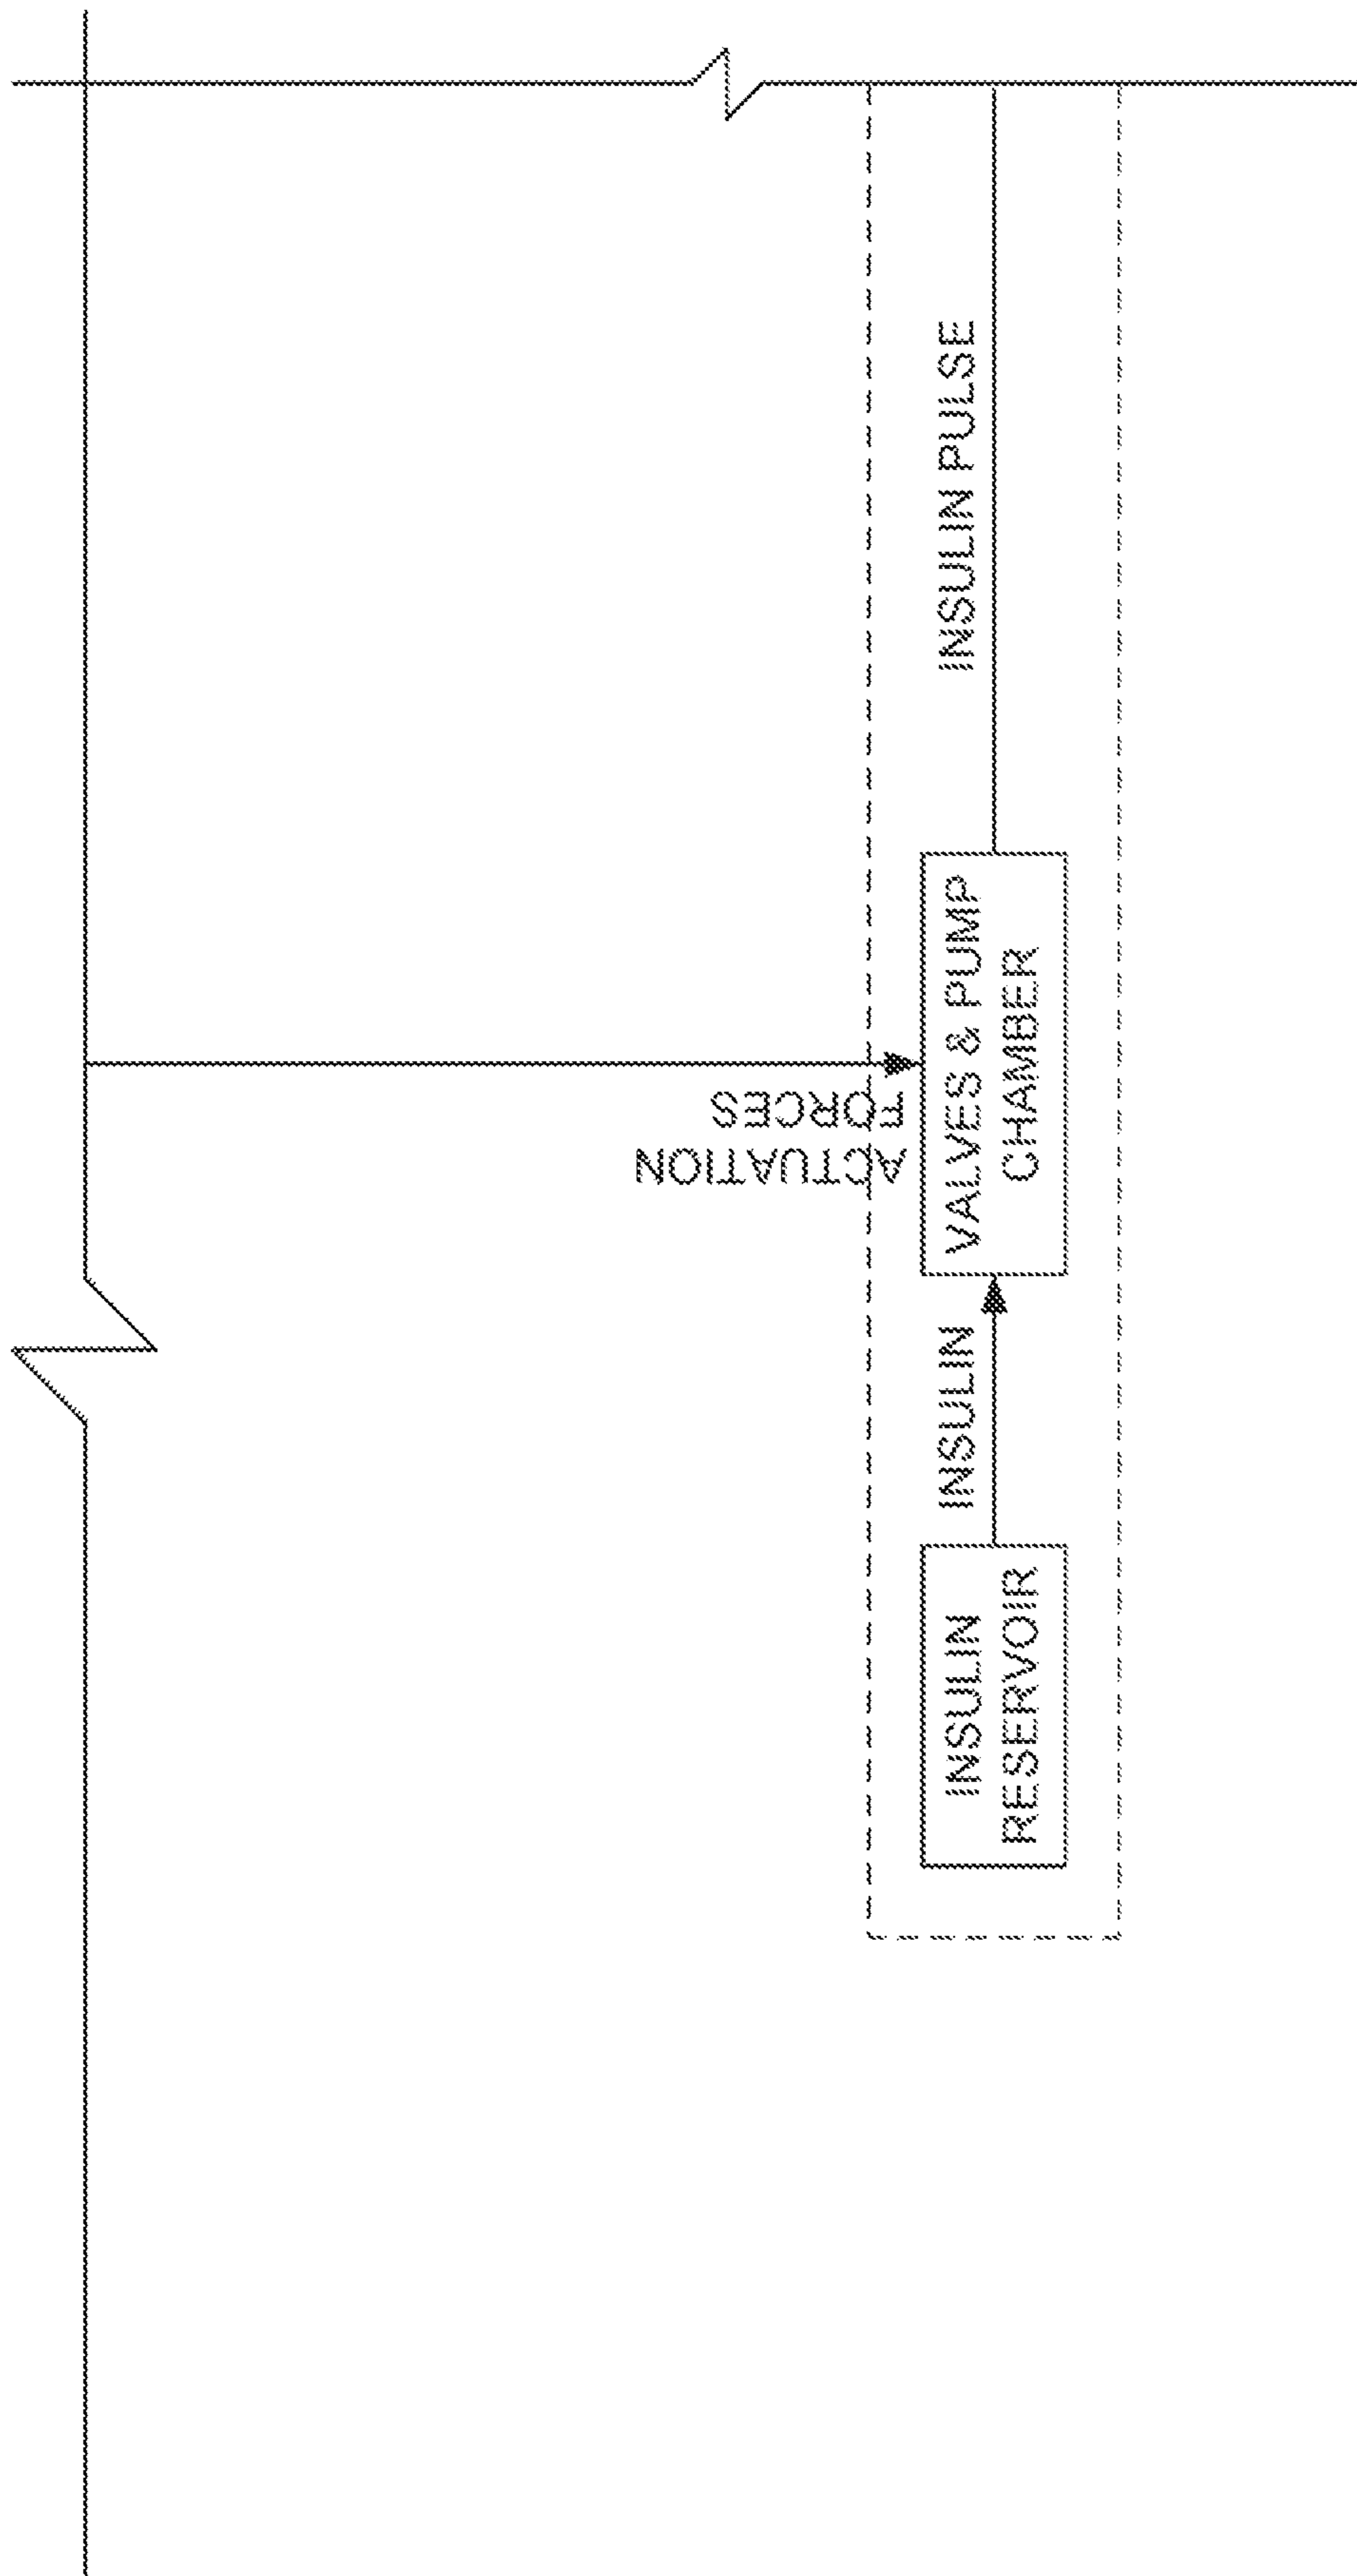 INSULIN
RESERVOIR
INSULIN
VALVES & PUMP
CHAMBER
ACTUATION
FORCES
INSULIN PULSE